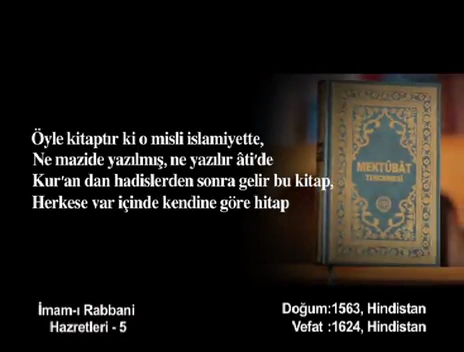 Öyle kitaptır ki o misli islamiyette,
Ne mazide yazılmış, ne yazılır âti'de
Kur'an dan hadislerden sonra gelir bu kitap,
Herkese var içinde kendine göre hitap
MEKTÛBÂT
TERCEMESİ
İmam-ı Rabbani
Hazretleri - 5
Doğum:1563, Hindistan
Vefat :1624, Hindistan